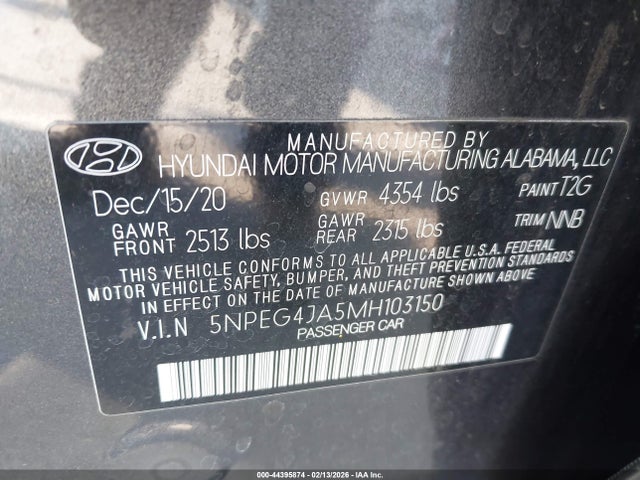 MANUFACTURED BY
HYUNDAI MOTOR MANUFACTURING ALABAMA, LLC
Dec/15/20 GVWR 4354 lbs PAINT T2G
GAWR FRONT 2513 lbs GAWR REAR 2315 lbs TRIM NNB
THIS VEHICLE CONFORMS TO ALL APPLICABLE U.S.A. FEDERAL
MOTOR VEHICLE SAFETY, BUMPER, AND THEFT PREVENTION STANDARDS
IN EFFECT ON THE DATE OF MANUFACTURE SHOWN ABOVE.
V.I.N 5NPEG4JA5MH103150
PASSENGER CAR
000-44395874 | 02/13/2026 - IAA Inc.